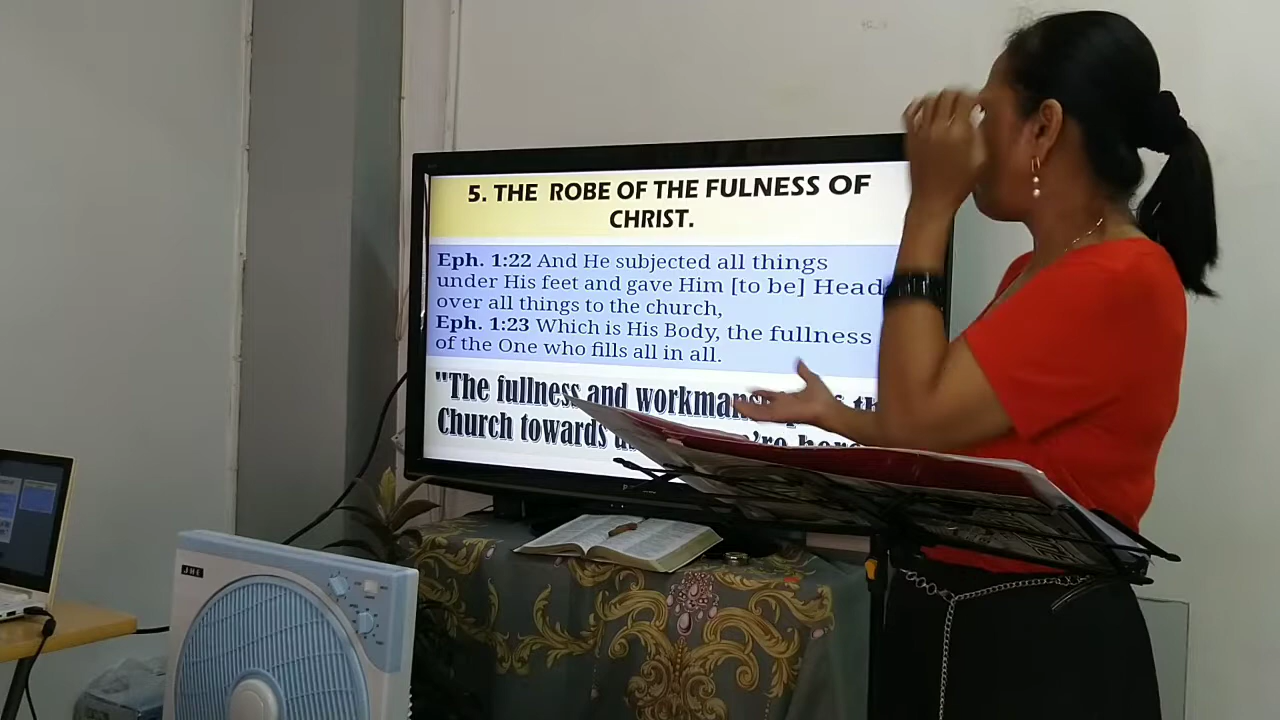 5. THE ROBE OF THE FULNESS OF
CHRIST.
Eph. 1:22 And He subjected all things
under His feet and gave Him [to be] Head
over all things to the church,
Eph. 1:23 Which is His Body, the fullness
of the One who fills all in all.
"The fullness and
Church towards
JHE